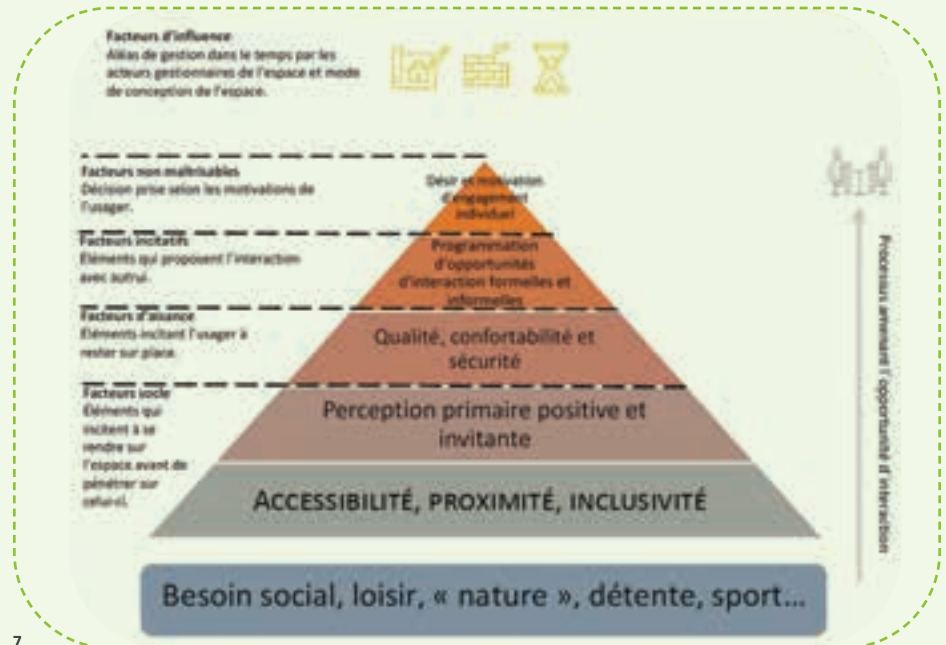 Facteurs d'influence
Aléas de gestion dans le temps par les
acteurs gestionnaires de l'espace et mode
de conception de l'espace.
Facteurs non maîtrisables
Décision prise selon les motivations de
l'usager.
Désir et motivation
d'engagement
individuel
Facteurs incitatifs
Eléments qui proposent l'interaction
avec autrui.
Programmation
d'opportunités
d'interaction formelles et
informelles
Facteurs d'aisance
Eléments incitant l'usager à
rester sur place.
Qualité, confortabilité et
sécurité
Facteurs socle
Eléments qui
incitent à se
rendre sur
l'espace avant de
pénétrer sur
celui-ci.
Perception primaire positive et
invitante
ACCESSIBILITÉ, PROXIMITÉ, INCLUSIVITÉ
Besoin social, loisir, « nature », détente, sport...
Processus amenant l'opportunité d'interaction
7